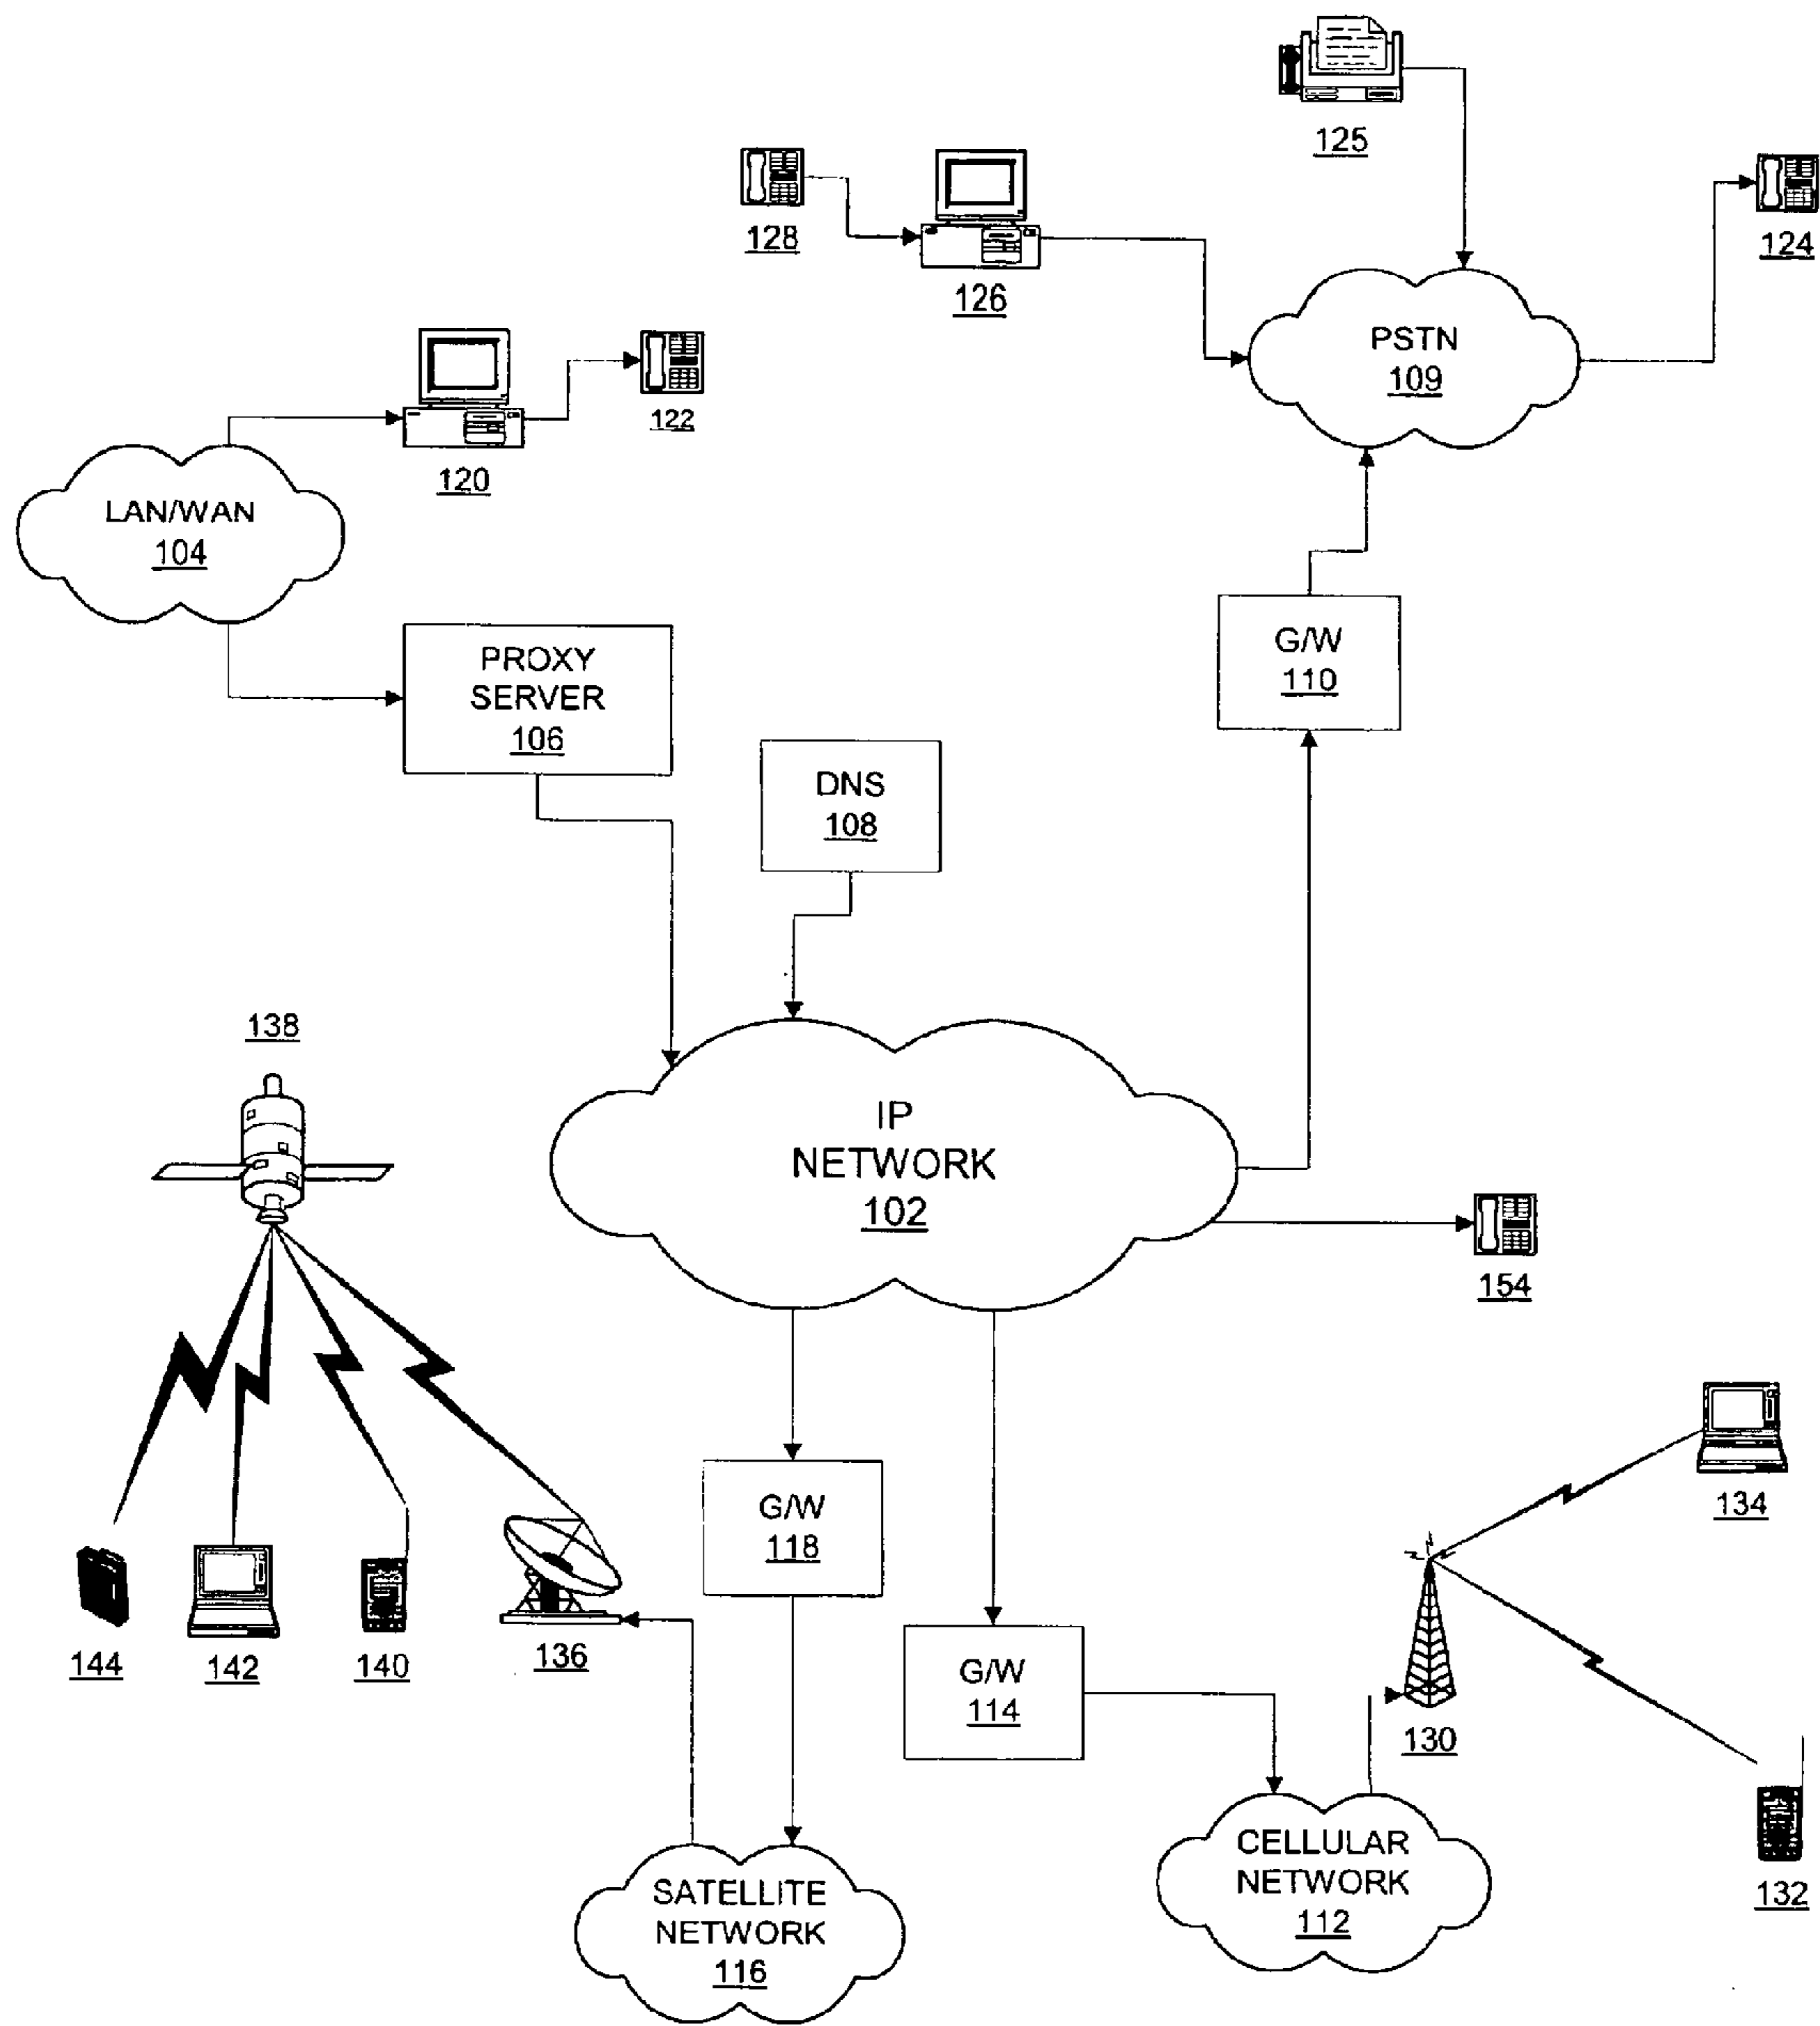 125
128
124
126
PSTN
109
122
120
LAN/WAN
104
G/W
110
PROXY
SERVER
106
DNS
108
138
IP
NETWORK
102
154
134
G/W
118
144
142
140
136
G/W
114
130
CELLULAR
NETWORK
112
132
SATELLITE
NETWORK
116